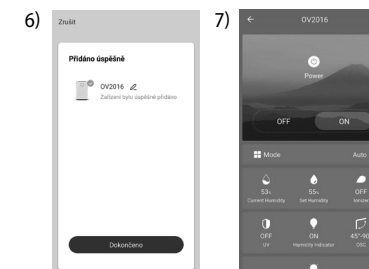 6)
Zrušit
Přidáno úspěšně
OV2016
Zařízení bylo úspěšně přidáno
Dokončeno
7)
OV2016
Power
OFF ON
Mode Auto
53% 55% OFF
Current Humidity Set Humidity Ionizer
OFF ON 45°-90
UV Humidity Indicator OSC